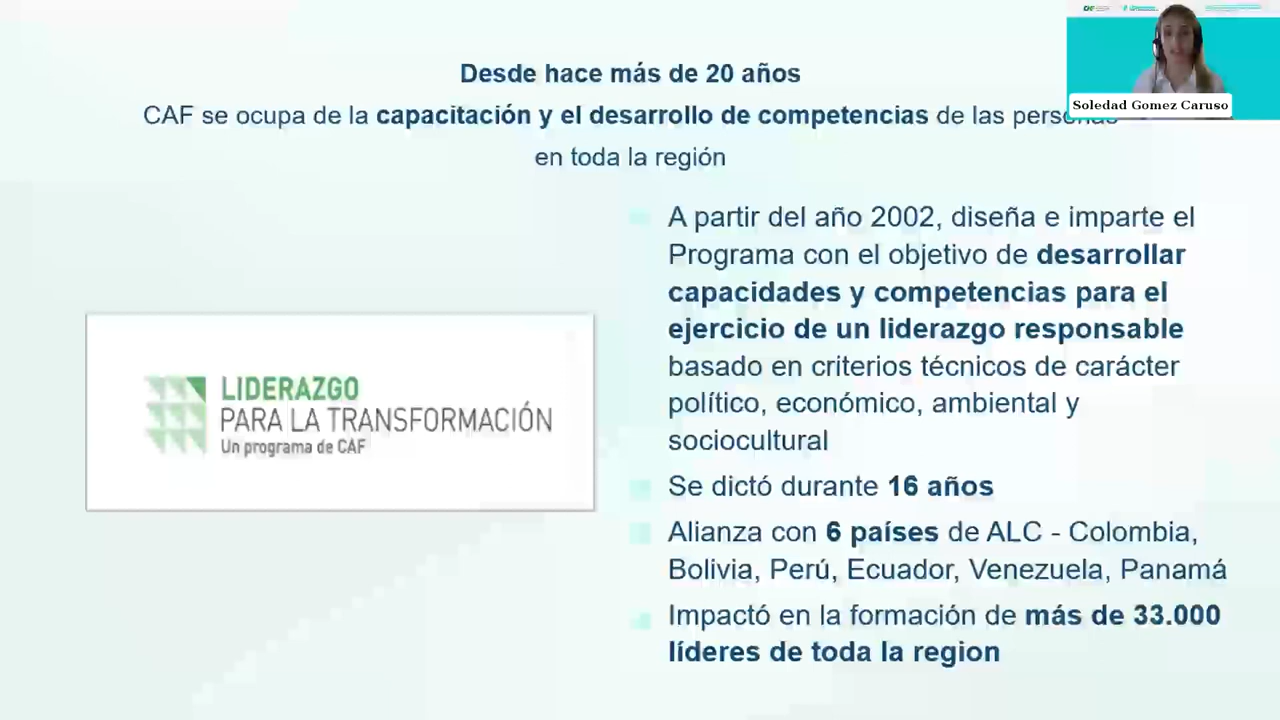 Desde hace más de 20 años
CAF se ocupa de la capacitación y el desarrollo de competencias de las personas
en toda la región
Soledad Gomez Caruso
A partir del año 2002, diseña e imparte el
Programa con el objetivo de desarrollar
capacidades y competencias para el
ejercicio de un liderazgo responsable
basado en criterios técnicos de carácter
político, económico, ambiental y
sociocultural
Se dictó durante 16 años
Alianza con 6 países de ALC - Colombia,
Bolivia, Perú, Ecuador, Venezuela, Panamá
Impactó en la formación de más de 33.000
líderes de toda la region
LIDERAZGO
PARA LA TRANSFORMACIÓN
Un programa de CAF